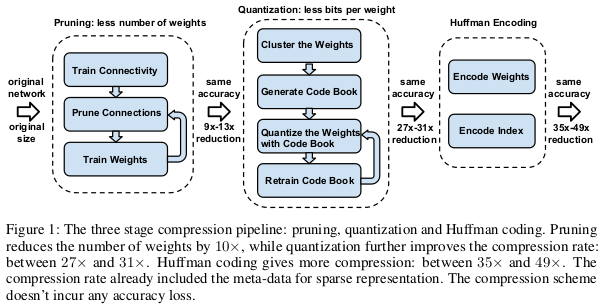 Pruning: less number of weights
Quantization: less bits per weight
Huffman Encoding
original
network
original
size
Train Connectivity
Prune Connections
Train Weights
same
accuracy
9x-13x
reduction
Cluster the Weights
Generate Code Book
Quantize the Weights
with Code Book
Retrain Code Book
same
accuracy
27x-31x
reduction
Encode Weights
Encode Index
same
accuracy
35x-49x
reduction
Figure 1: The three stage compression pipeline: pruning, quantization and Huffman coding. Pruning
reduces the number of weights by 10×, while quantization further improves the compression rate:
between 27× and 31×. Huffman coding gives more compression: between 35× and 49×. The
compression rate already included the meta-data for sparse representation. The compression scheme
doesn't incur any accuracy loss.